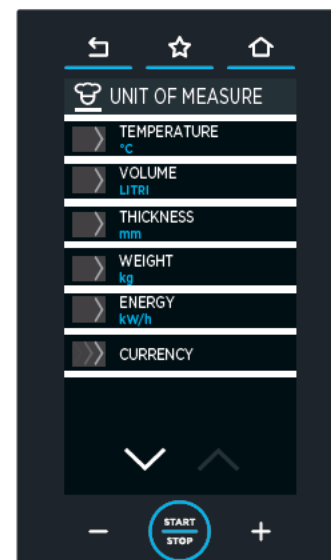 UNIT OF MEASURE
TEMPERATURE
°C
VOLUME
LITRI
THICKNESS
mm
WEIGHT
kg
ENERGY
kW/h
CURRENCY
START
STOP